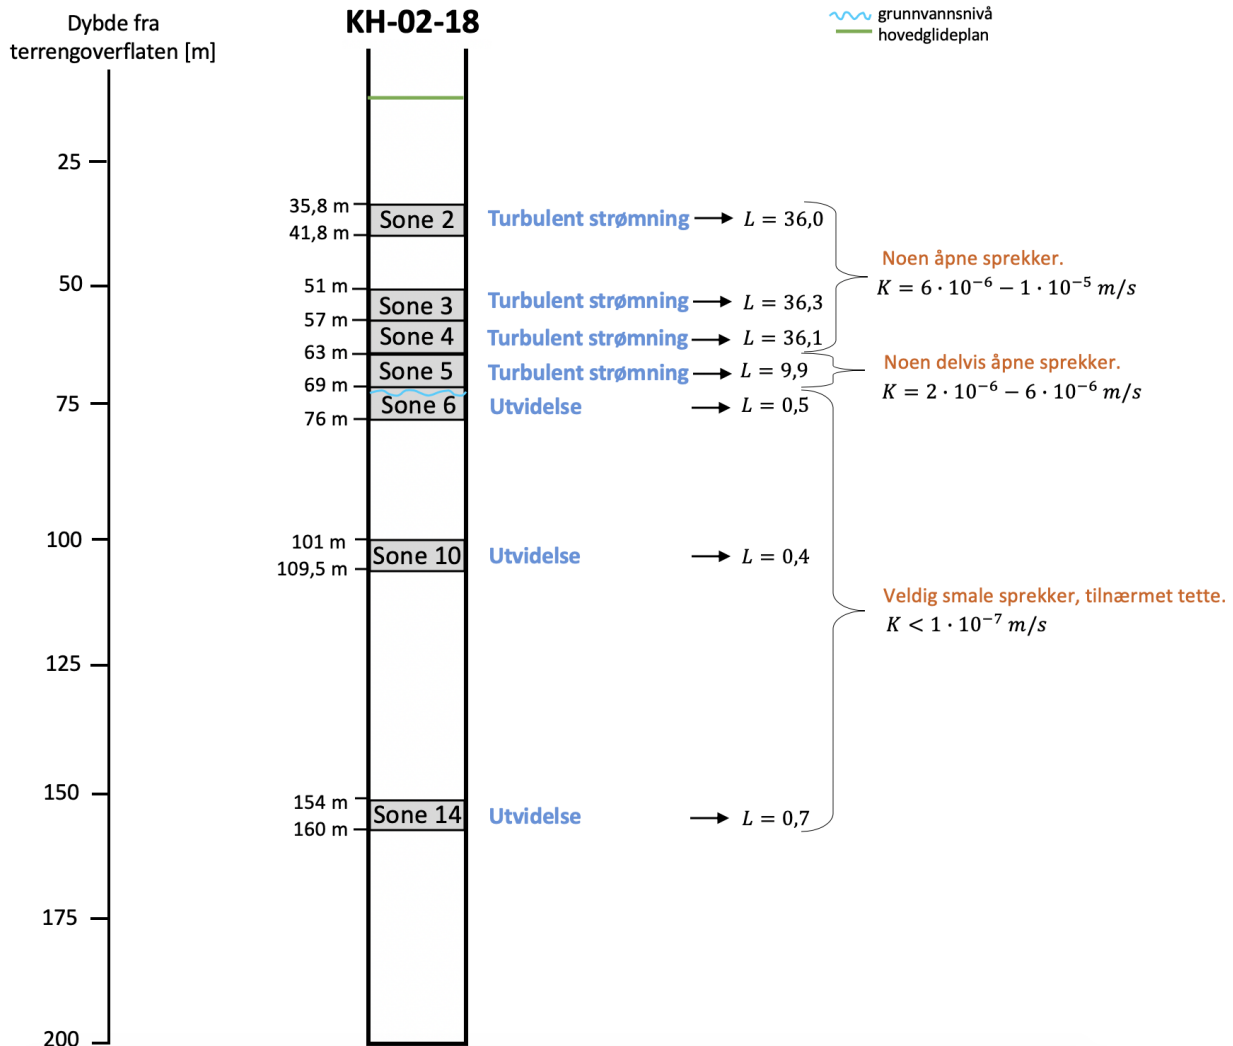 Dybde fra
terrengoverflaten [m]
KH-02-18
grunnvannsnivå
hovedglideplan
25
50
75
100
125
150
175
200
35,8 m
41,8 m
Sone 2
Turbulent strømning
L = 36,0
51 m
57 m
Sone 3
Turbulent strømning
L = 36,3
Sone 4
63 m
Turbulent strømning
L = 36,1
Sone 5
69 m
Turbulent strømning
L = 9,9
Sone 6
76 m
Utvidelse
L = 0,5
101 m
109,5 m
Sone 10
Utvidelse
L = 0,4
154 m
160 m
Sone 14
Utvidelse
L = 0,7
Noen åpne sprekker.
K = 6 · 10⁻⁶ − 1 · 10⁻⁵ m/s
Noen delvis åpne sprekker.
K = 2 · 10⁻⁶ − 6 · 10⁻⁶ m/s
Veldig smale sprekker, tilnærmet tette.
K < 1 · 10⁻⁷ m/s